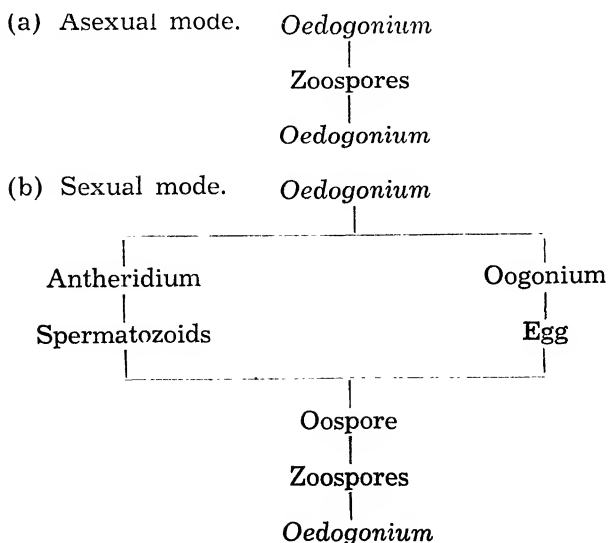 (a) Asexual mode. Oedogonium
Zoospores
Oedogonium
(b) Sexual mode. Oedogonium
Antheridium Oogonium
Spermatozoids Egg
Oospore
Zoospores
Oedogonium